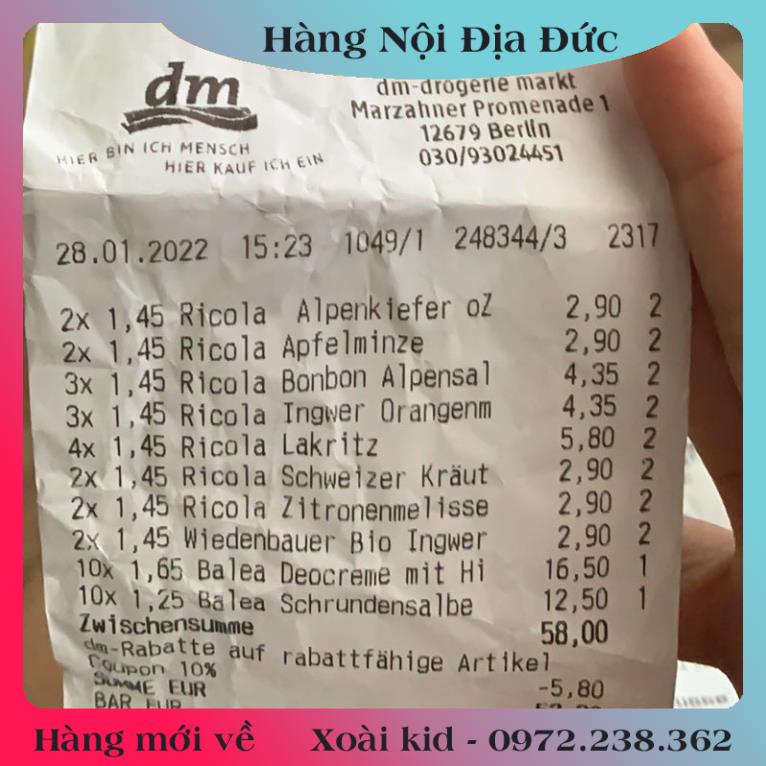 Hàng Nội Địa Đức
dm
HIER BIN ICH MENSCH
HIER KAUF ICH EIN
dm-drogerie markt
Marzahner Promenade 1
12679 Berlin
030/93024451
28.01.2022 15:23 1049/1 248344/3 2317
2x 1,45 Ricola Alpenkiefer oZ 2,90 2
2x 1,45 Ricola Apfelminze 2,90 2
3x 1,45 Ricola Bonbon Alpensal 4,35 2
3x 1,45 Ricola Ingwer Orangenm 4,35 2
4x 1,45 Ricola Lakritz 5,80 2
2x 1,45 Ricola Schweizer Kräut 2,90 2
2x 1,45 Ricola Zitronenmelisse 2,90 2
2x 1,45 Wiedenbauer Bio Ingwer 2,90 2
10x 1,65 Balea Deocreme mit Hi 16,50 1
10x 1,25 Balea Schrundensalbe 12,50 1
Zwischensumme 58,00
dm-Rabatte auf rabattfähige Artikel
Coupon 10% -5,80
SUMME EUR
BAR EUR
Hàng mới về Xoài kid - 0972.238.362